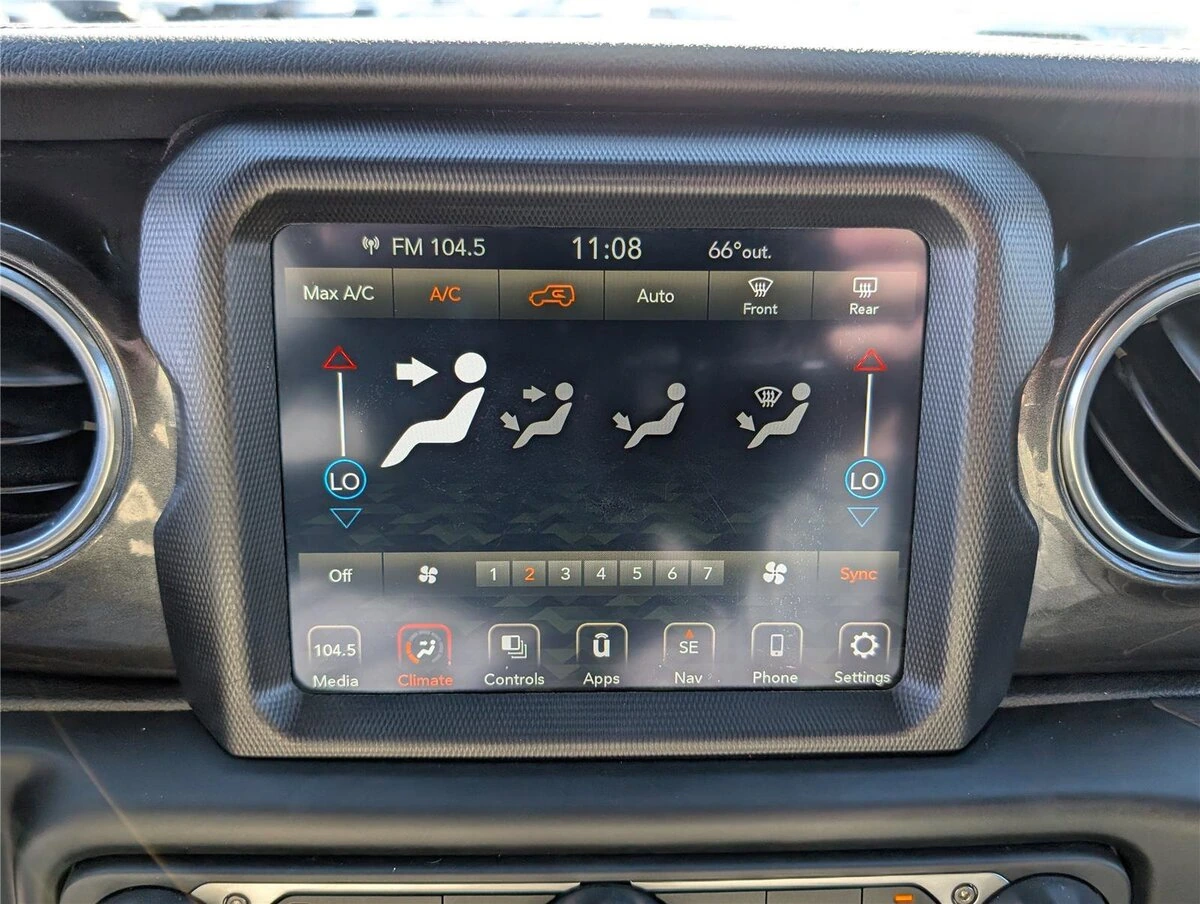 FM 104.5 11:08 66°out.
Max A/C A/C Auto Front Rear
LO LO
Off 1 2 3 4 5 6 7 Sync
104.5 SE
Media Climate Controls Apps Nav Phone Settings